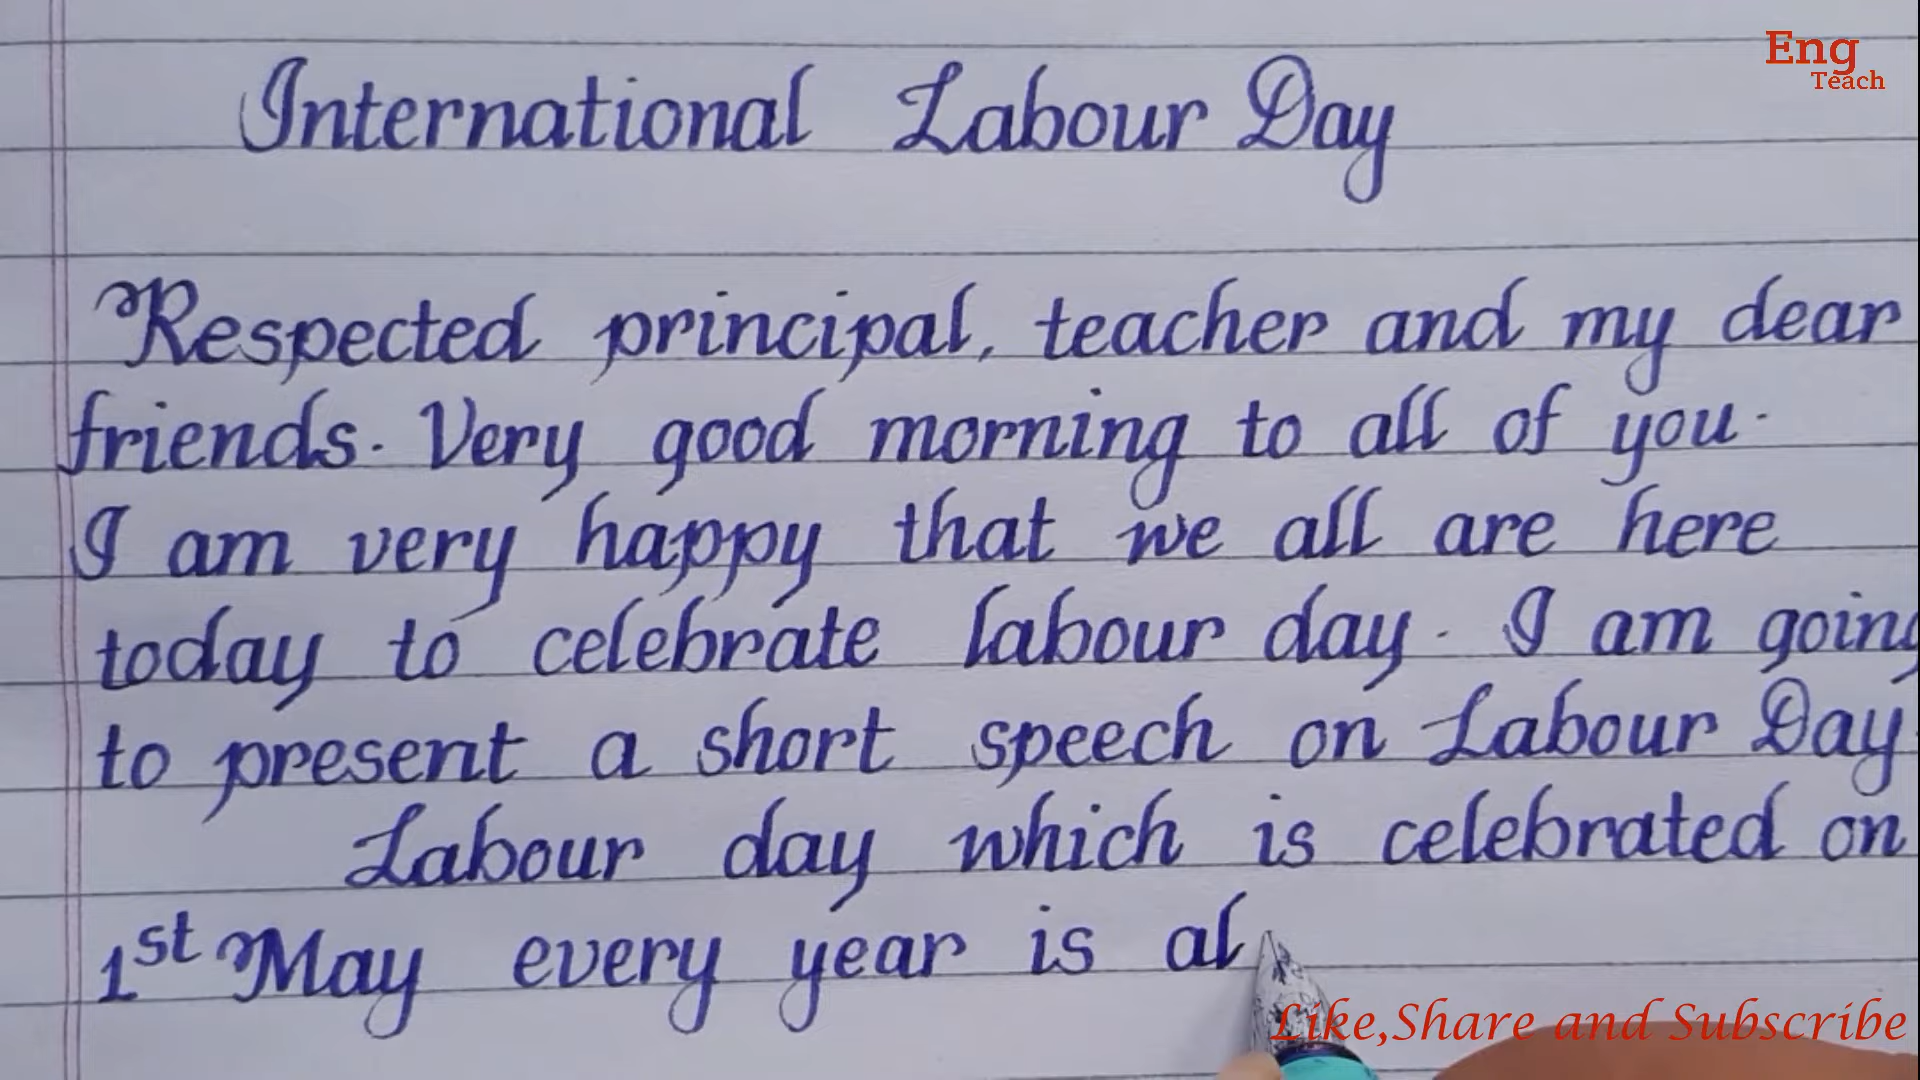 Eng
Teach
International Labour Day
Respected principal, teacher and my dear
friends. Very good morning to all of you.
I am very happy that we all are here
today to celebrate labour day. I am going
to present a short speech on Labour Day
Labour day which is celebrated on
1st May every year is al
Like,Share and Subscribe